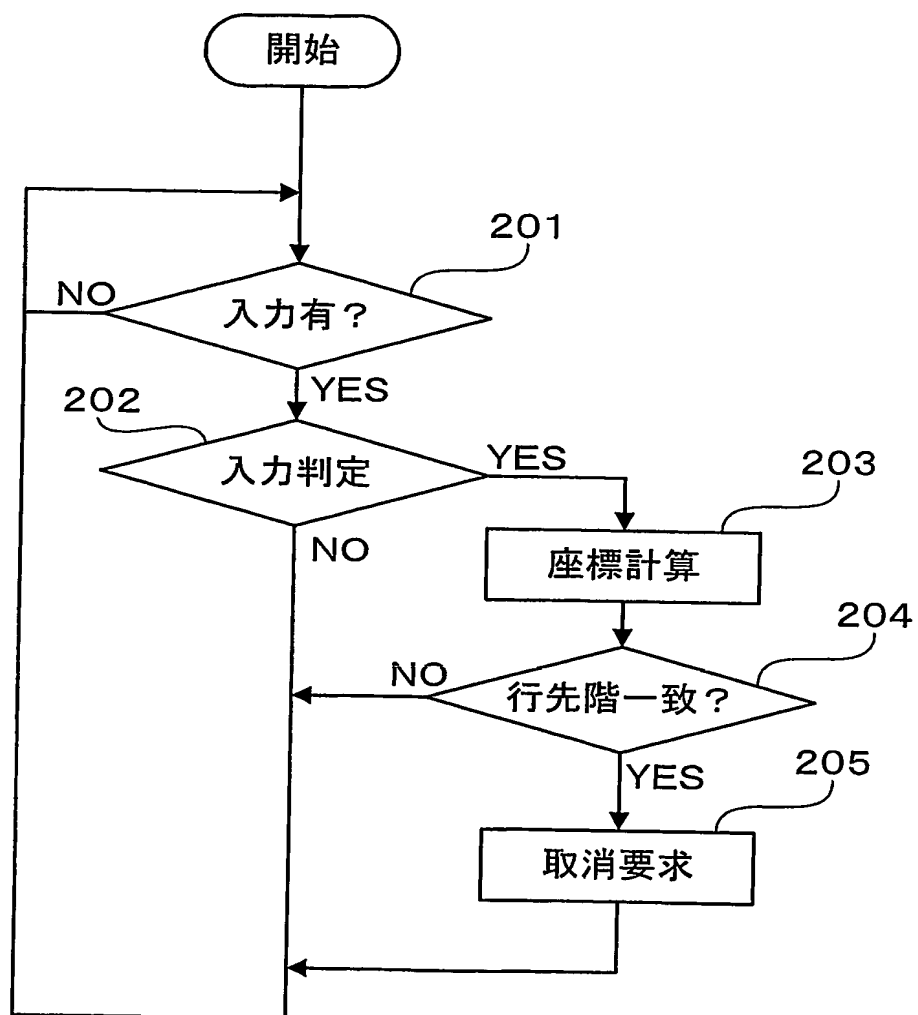 開始
201
NO
入力有？
YES
202
入力判定
YES
203
NO
座標計算
204
NO
行先階一致？
YES
205
取消要求